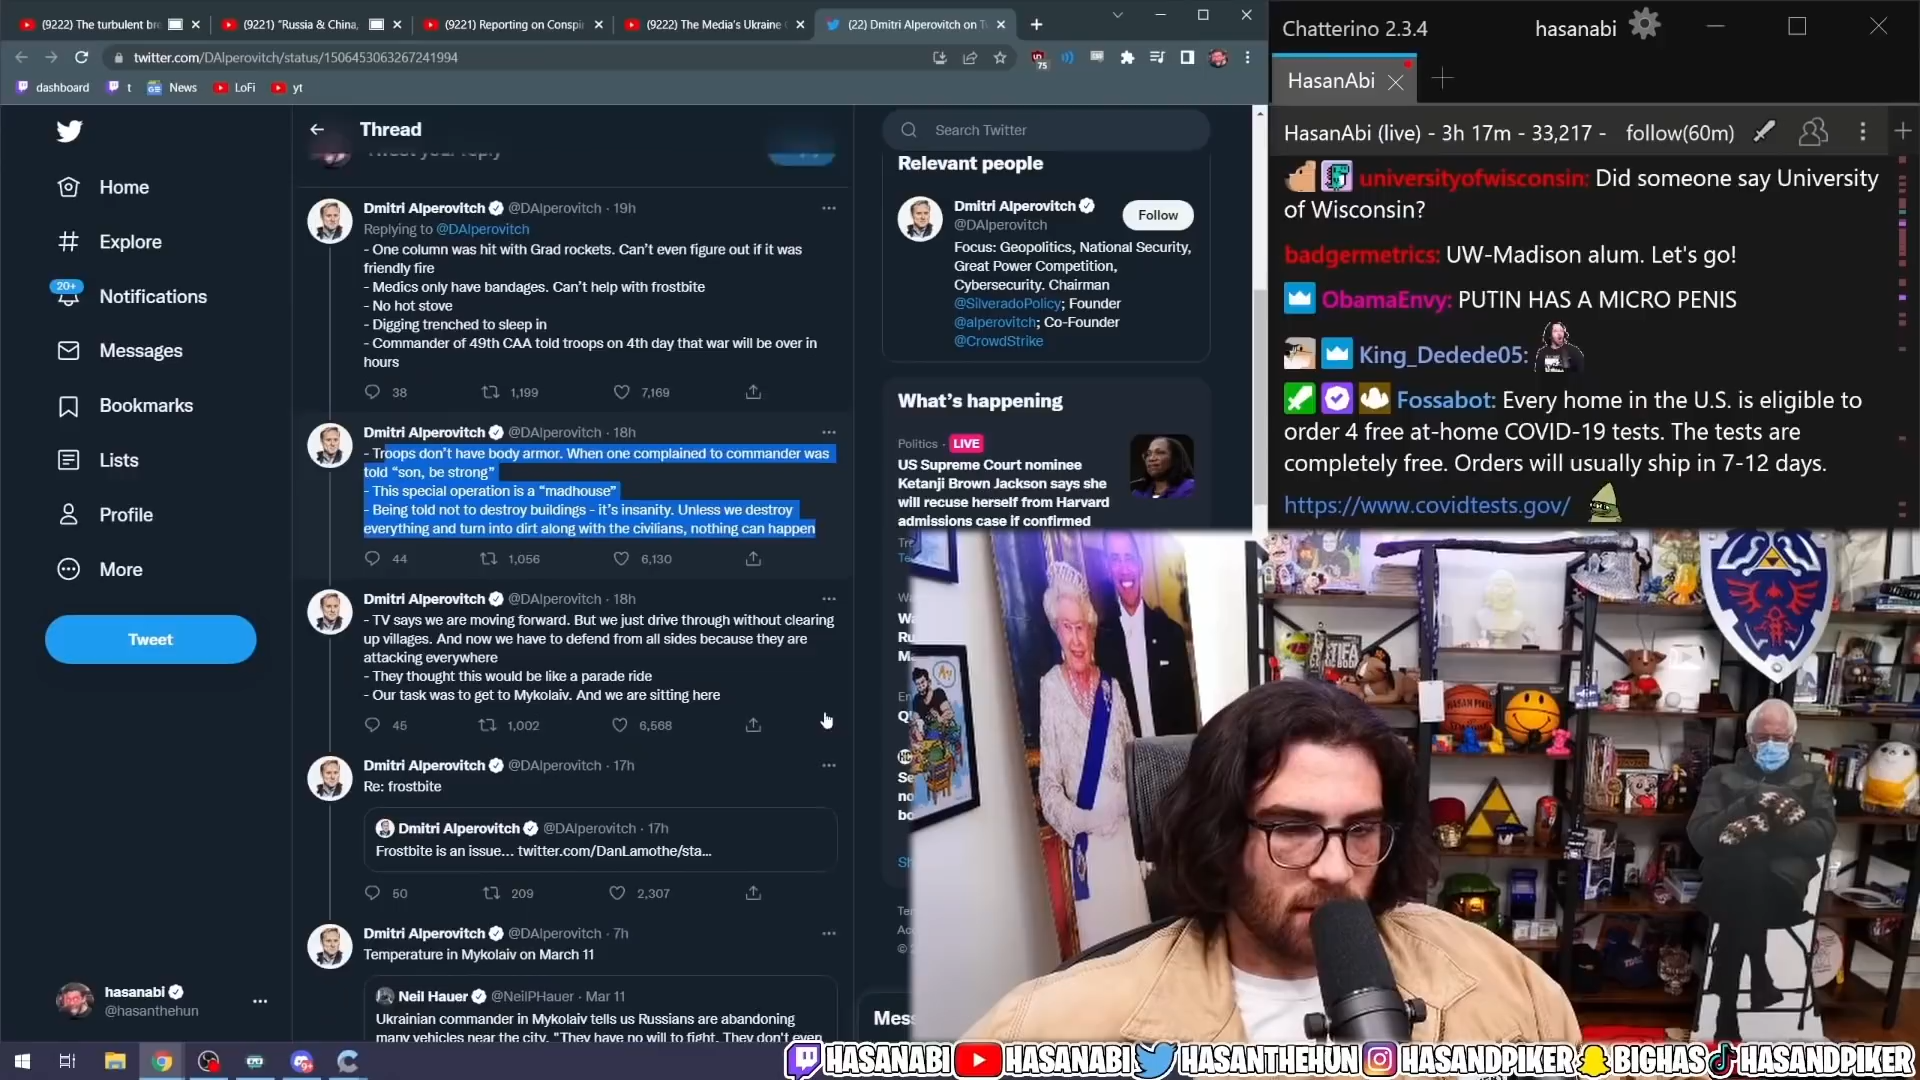 (9221) "Russia & China,
(9221) Reporting on Conspi
(9222) The Media's Ukraine
(22) Dmitri Alperovitch on T
twitter.com/DAlperovitch/status/1506453063267241994
75
dashboard
t
News
LoFi
yt
Home
Explore
20+
Notifications
Messages
Bookmarks
Lists
Profile
More
Tweet
hasanabi
@hasanthehun
Thread
Tweet your reply
Dmitri Alperovitch @DAlperovitch · 19h
Replying to @DAlperovitch
- One column was hit with Grad rockets. Can't even figure out if it was
friendly fire
- Medics only have bandages. Can't help with frostbite
- No hot stove
- Digging trenched to sleep in
- Commander of 49th CAA told troops on 4th day that war will be over in
hours
38 1,199 7,169
Dmitri Alperovitch @DAlperovitch · 18h
- Troops don't have body armor. When one complained to commander was
told "son, be strong"
- This special operation is a "madhouse"
- Being told not to destroy buildings - it's insanity. Unless we destroy
everything and turn into dirt along with the civilians, nothing can happen
44 1,056 6,130
Dmitri Alperovitch @DAlperovitch · 18h
- TV says we are moving forward. But we just drive through without clearing
up villages. And now we have to defend from all sides because they are
attacking everywhere
- They thought this would be like a parade ride
- Our task was to get to Mykolaiv. And we are sitting here
45 1,002 6,568
Dmitri Alperovitch @DAlperovitch · 17h
Re: frostbite
Dmitri Alperovitch @DAlperovitch · 17h
Frostbite is an issue... twitter.com/DanLamothe/sta...
50 209 2,307
Dmitri Alperovitch @DAlperovitch · 7h
Temperature in Mykolaiv on March 11
Neil Hauer @NeilPHauer · Mar 11
Ukrainian commander in Mykolaiv tells us Russians are abandoning
many vehicles near the city. "They have no will to fight. They don't even
Search Twitter
Relevant people
Dmitri Alperovitch
@DAlperovitch
Follow
Focus: Geopolitics, National Security,
Great Power Competition,
Cybersecurity. Chairman
@SilveradoPolicy; Founder
@alperovitch; Co-Founder
@CrowdStrike
What's happening
Politics · LIVE
US Supreme Court nominee
Ketanji Brown Jackson says she
will recuse herself from Harvard
admissions case if confirmed
Chatterino 2.3.4
hasanabi
HasanAbi
HasanAbi (live) - 3h 17m - 33,217 - follow(60m)
universityofwisconsin: Did someone say University
of Wisconsin?
badgermetrics: UW-Madison alum. Let's go!
ObamaEnvy: PUTIN HAS A MICRO PENIS
King_Dedede05:
Fossabot: Every home in the U.S. is eligible to
order 4 free at-home COVID-19 tests. The tests are
completely free. Orders will usually ship in 7-12 days.
https://www.covidtests.gov/
HASANABI HASANABI HASANTHEHUN HASANDPIKER BIGHAS HASANDPIKER